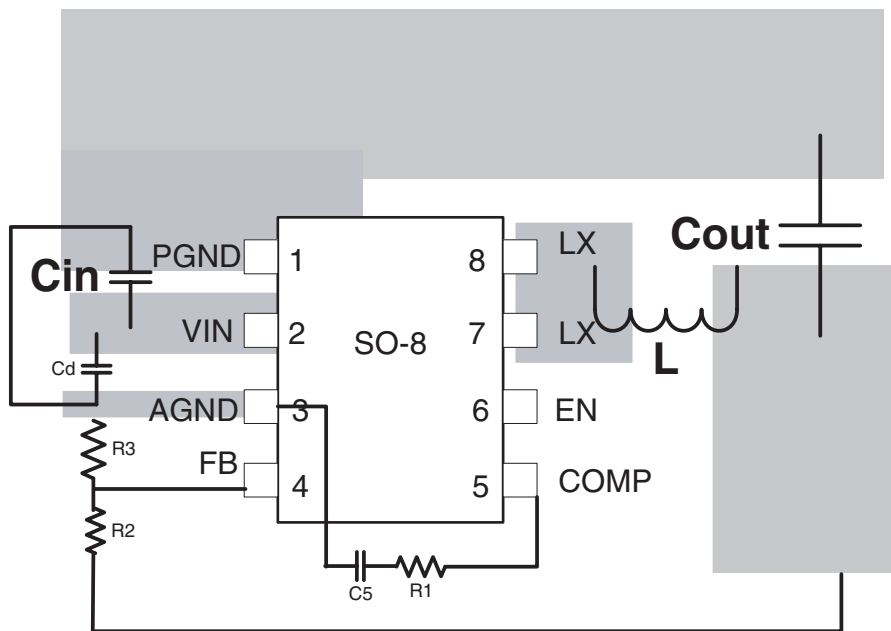 PGND 1 8 LX
Cout
Cin
VIN 2 SO-8 7 LX
L
Cd
AGND 3 6 EN
R3
FB 4 5 COMP
R2
C5 R1